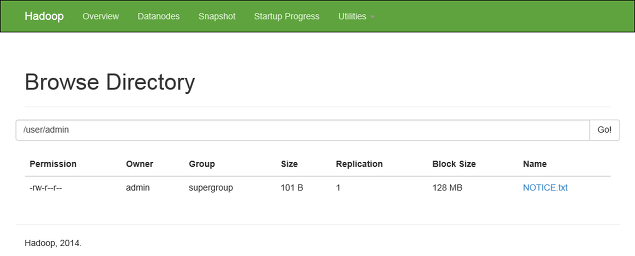 Hadoop Overview Datanodes Snapshot Startup Progress Utilities
Browse Directory
/user/admin Go!
Permission Owner Group Size Replication Block Size Name
-rw-r--r-- admin supergroup 101 B 1 128 MB NOTICE.txt
Hadoop, 2014.